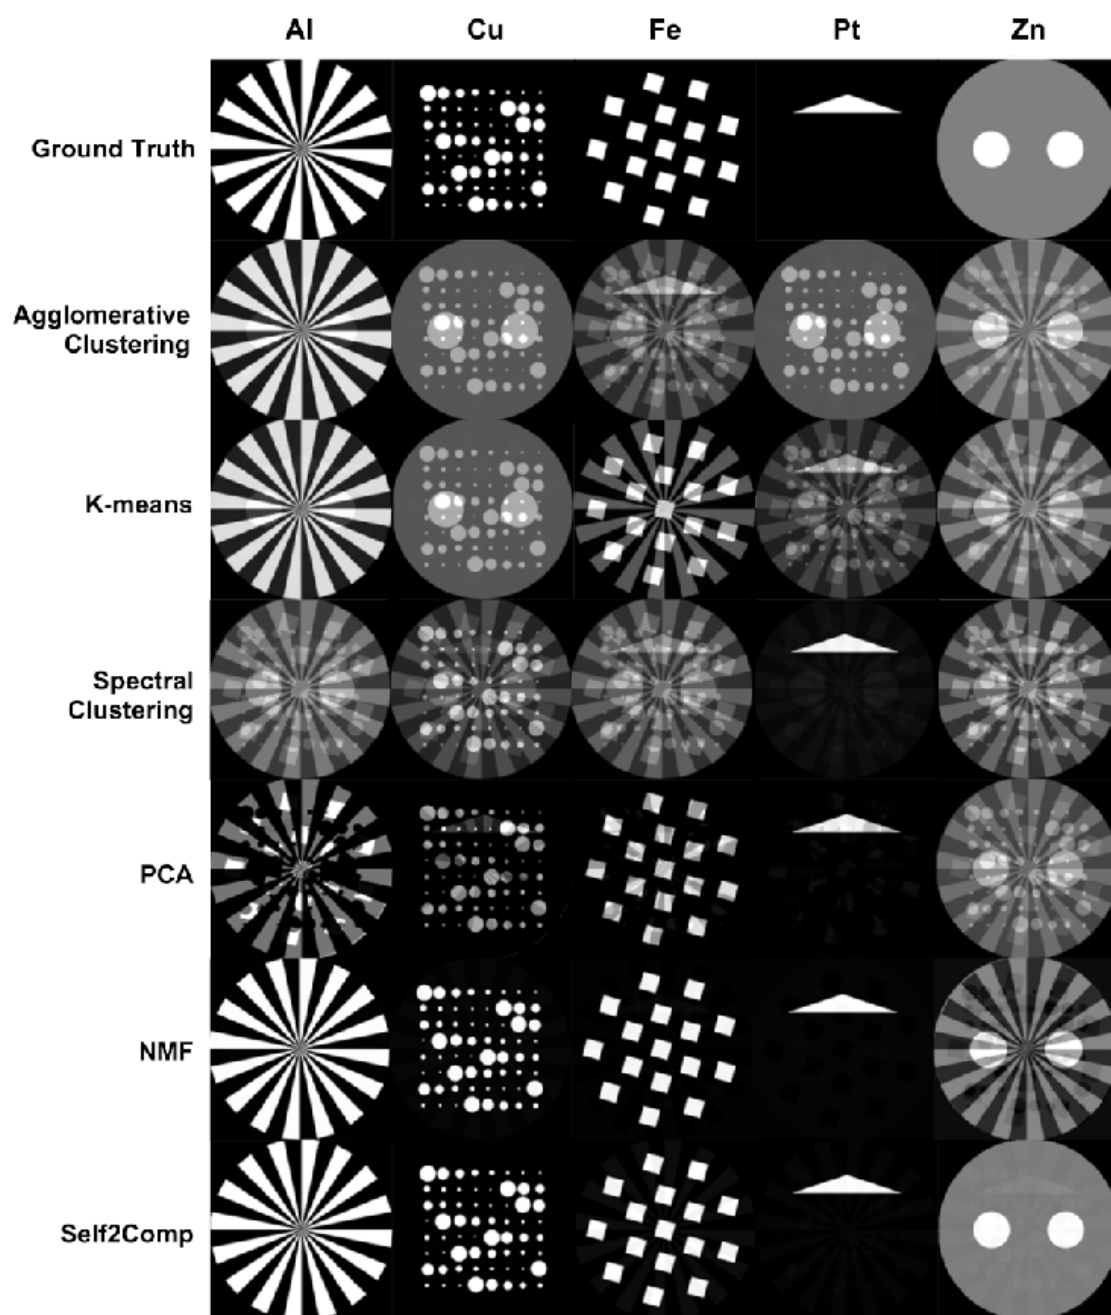 Al Cu Fe Pt Zn
Ground Truth
Agglomerative
Clustering
K-means
Spectral
Clustering
PCA
NMF
Self2Comp